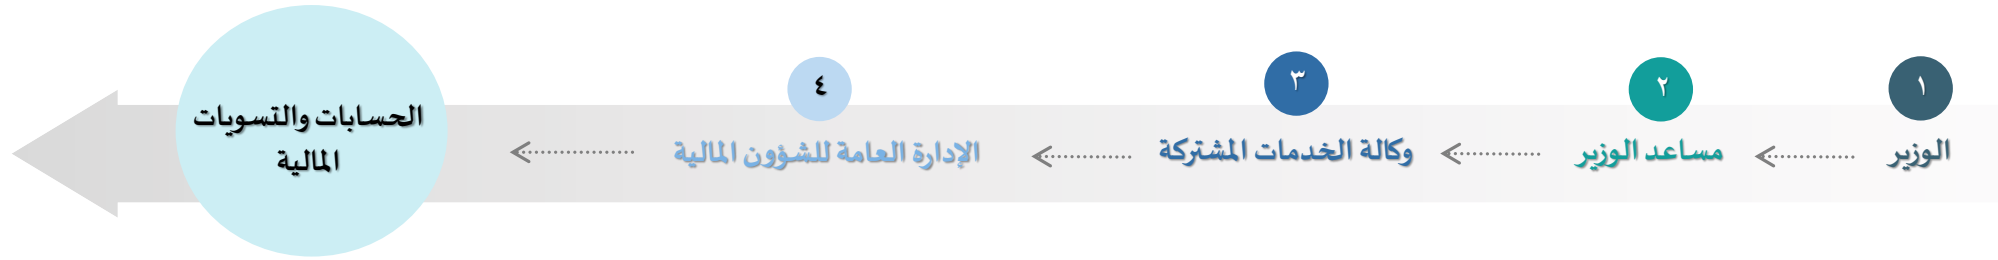 ١
الوزير
٢
مساعد الوزير
٣
وكالة الخدمات المشتركة
٤
الإدارة العامة للشؤون المالية
الحسابات والتسويات
المالية